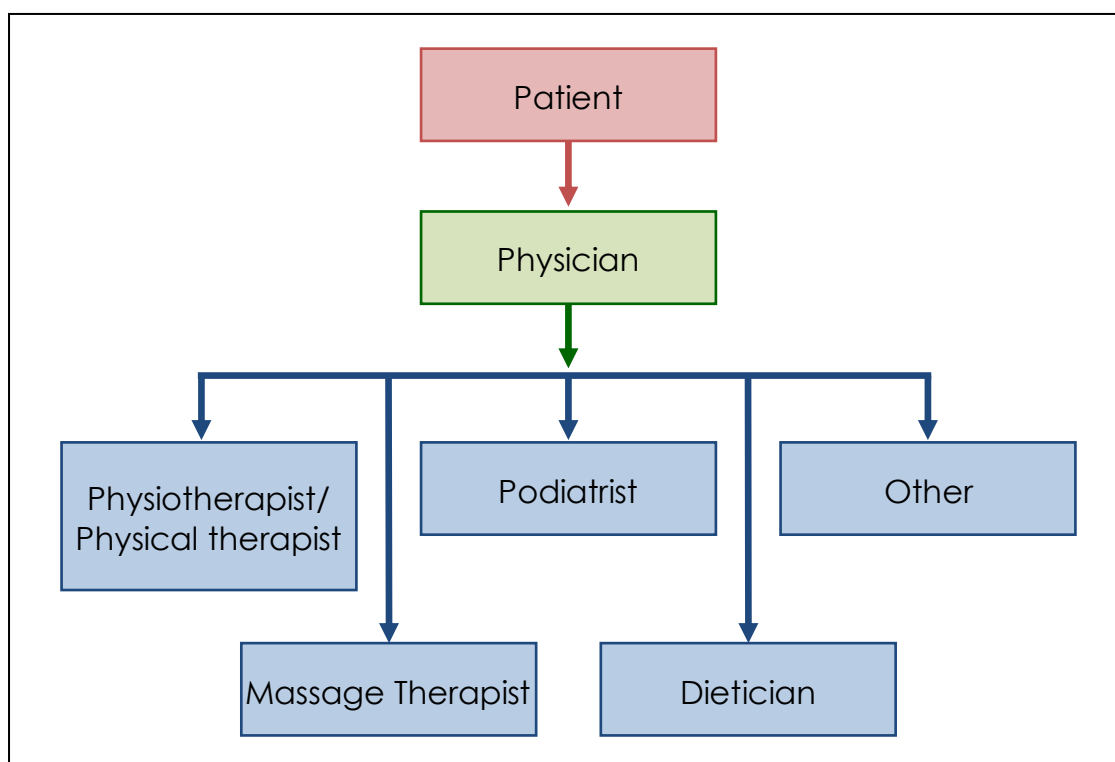 Patient
Physician
Physiotherapist/
Physical therapist
Podiatrist
Other
Massage Therapist
Dietician